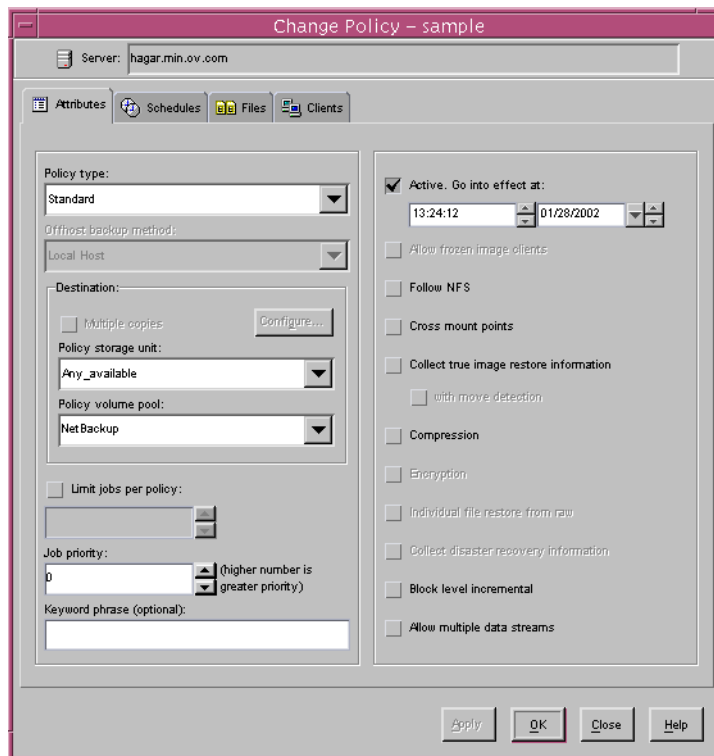 Change Policy – sample
Server: hagar.min.ov.com
Attributes Schedules Files Clients
Policy type:
Standard
Offhost backup method:
Local Host
Destination:
Multiple copies Configure...
Policy storage unit:
Any_available
Policy volume pool:
NetBackup
Limit jobs per policy:
Job priority:
0 (higher number is
greater priority)
Keyword phrase (optional):
Active. Go into effect at:
13:24:12 01/28/2002
Allow frozen image clients
Follow NFS
Cross mount points
Collect true image restore information
with move detection
Compression
Encryption
Individual file restore from raw
Collect disaster recovery information
Block level incremental
Allow multiple data streams
Apply OK Close Help